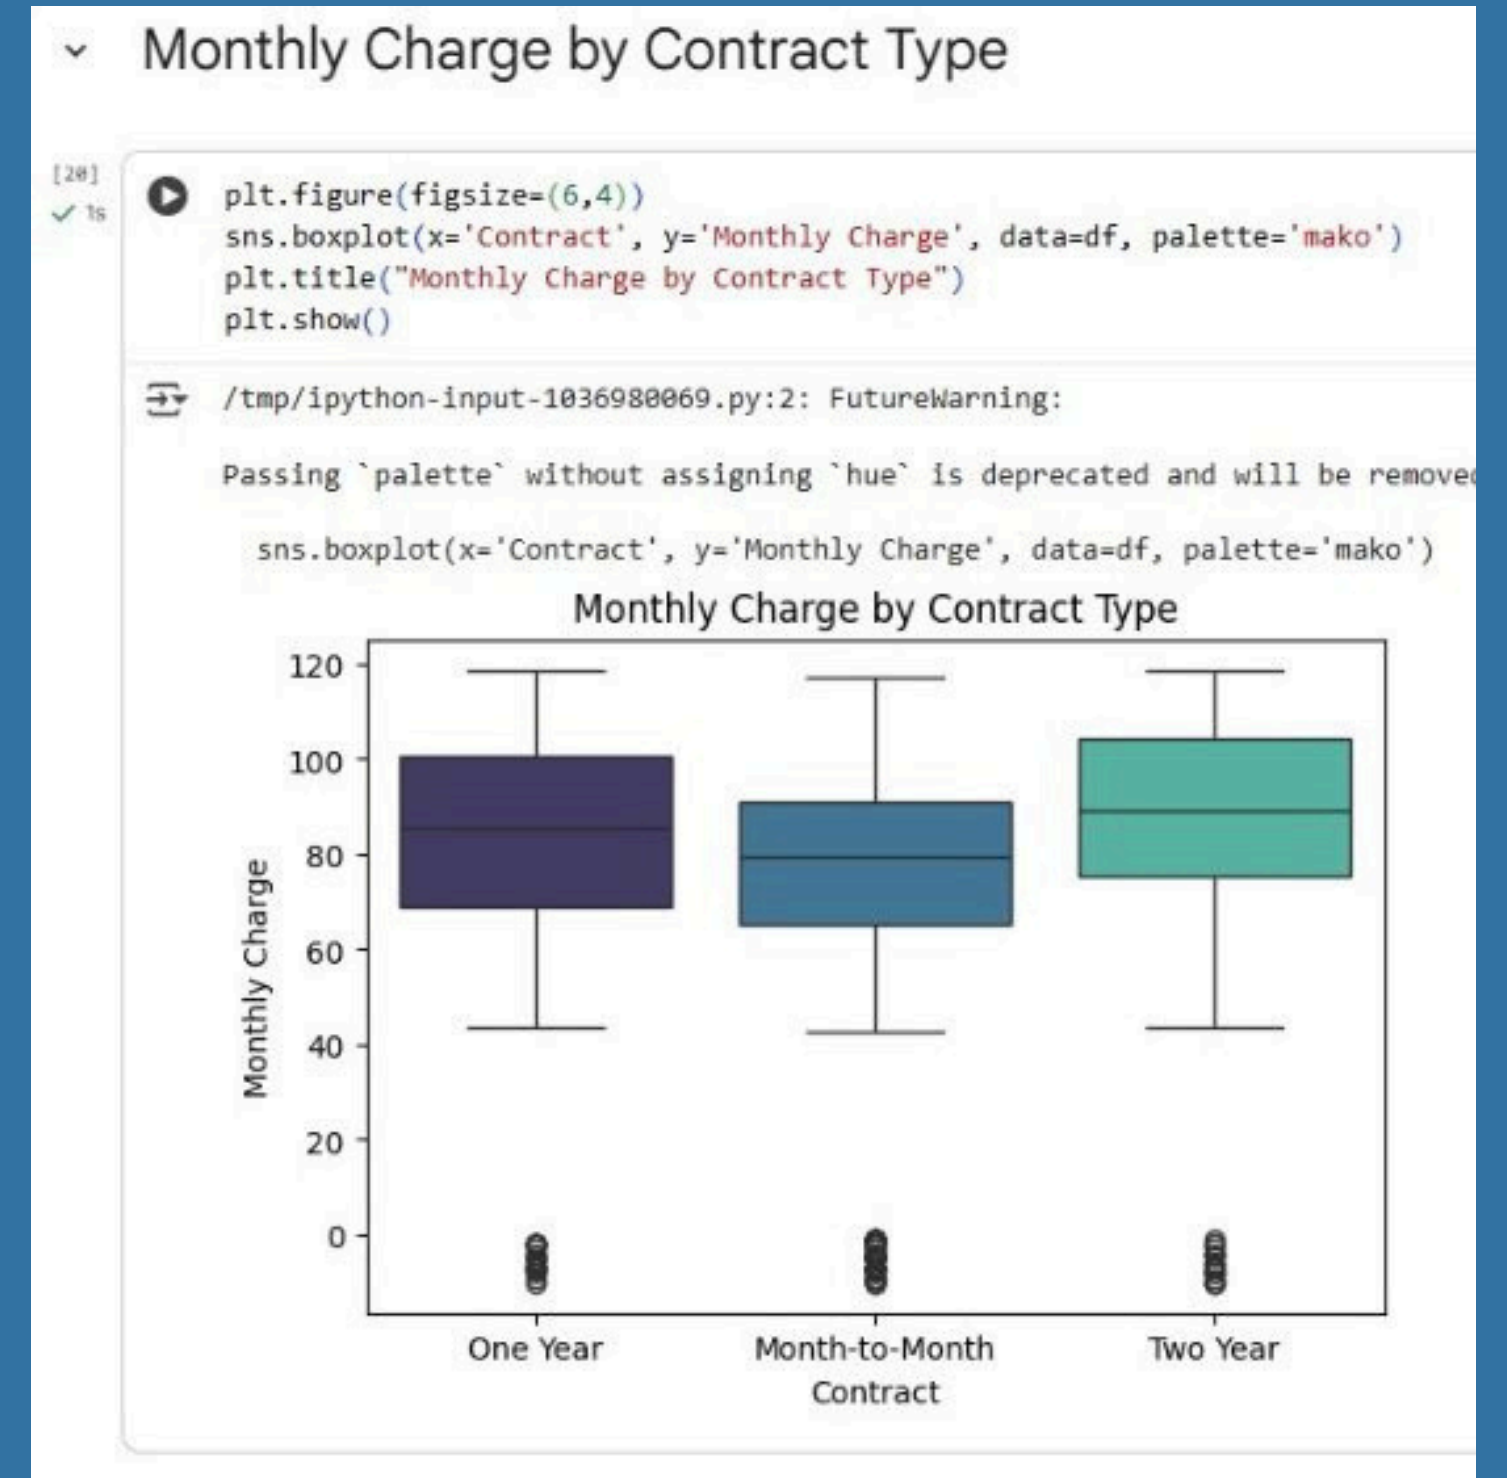 Monthly Charge by Contract Type
[20]
1s
plt.figure(figsize=(6,4))
sns.boxplot(x='Contract', y='Monthly Charge', data=df, palette='mako')
plt.title("Monthly Charge by Contract Type")
plt.show()
/tmp/ipython-input-1036980069.py:2: FutureWarning:
Passing `palette` without assigning `hue` is deprecated and will be removed
sns.boxplot(x='Contract', y='Monthly Charge', data=df, palette='mako')
Monthly Charge by Contract Type
120
100
80
60
40
20
0
Monthly Charge
One Year Month-to-Month Two Year
Contract